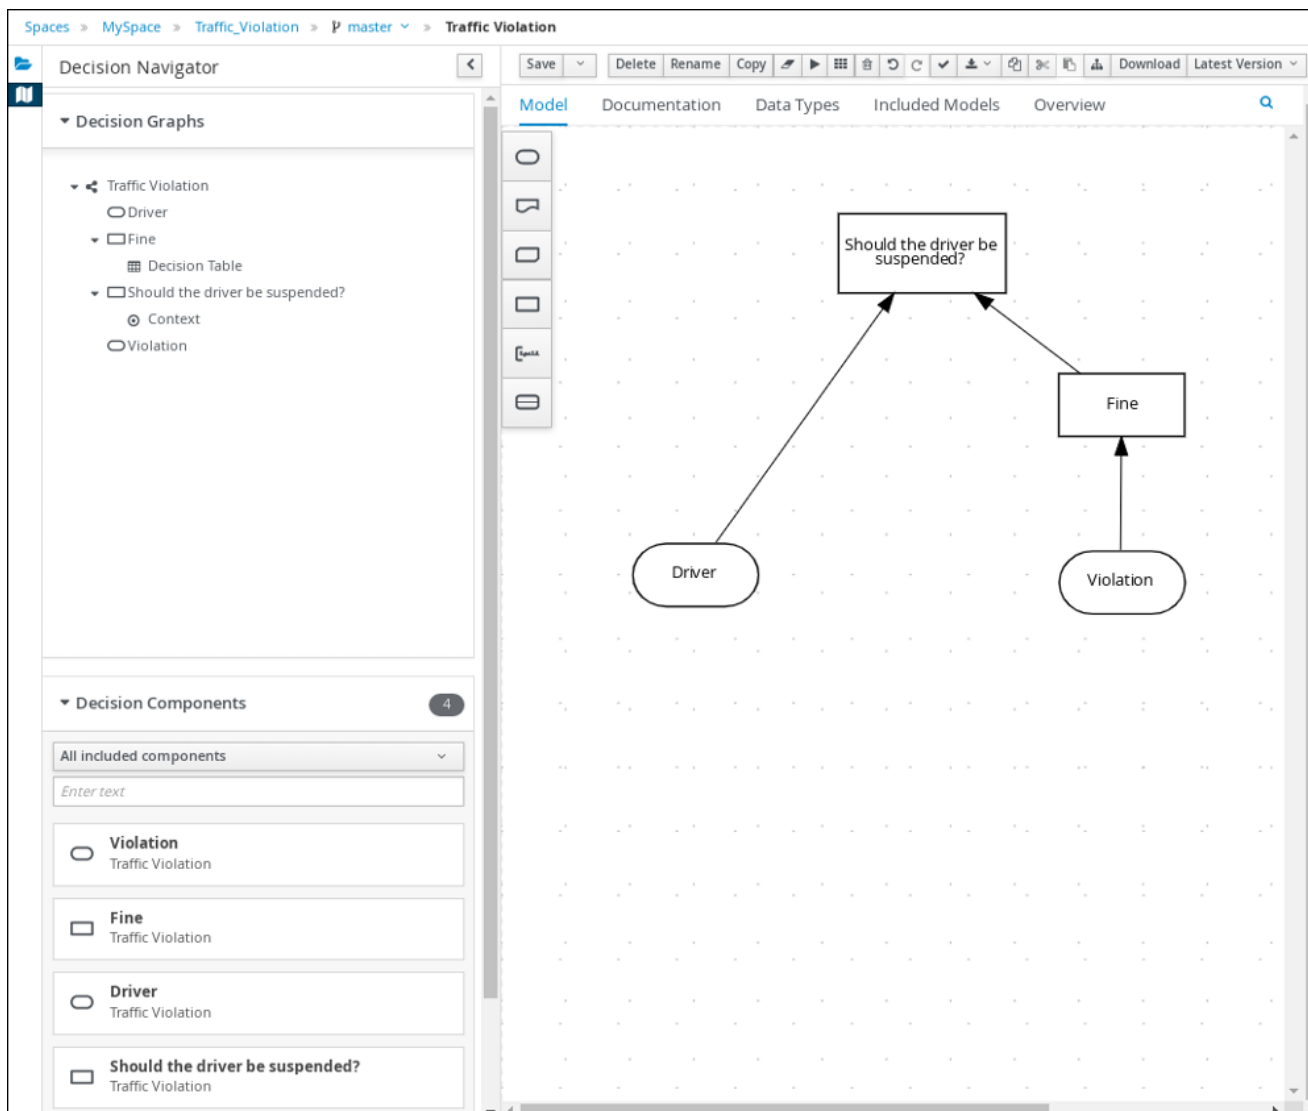 Spaces » MySpace » Traffic_Violation » master » Traffic Violation
Decision Navigator
Save Delete Rename Copy Download Latest Version
Model Documentation Data Types Included Models Overview
Decision Graphs
Traffic Violation
Driver
Fine
Decision Table
Should the driver be suspended?
Context
Violation
Should the driver be
suspended?
Fine
Driver
Violation
Decision Components 4
All included components
Enter text
Violation
Traffic Violation
Fine
Traffic Violation
Driver
Traffic Violation
Should the driver be suspended?
Traffic Violation